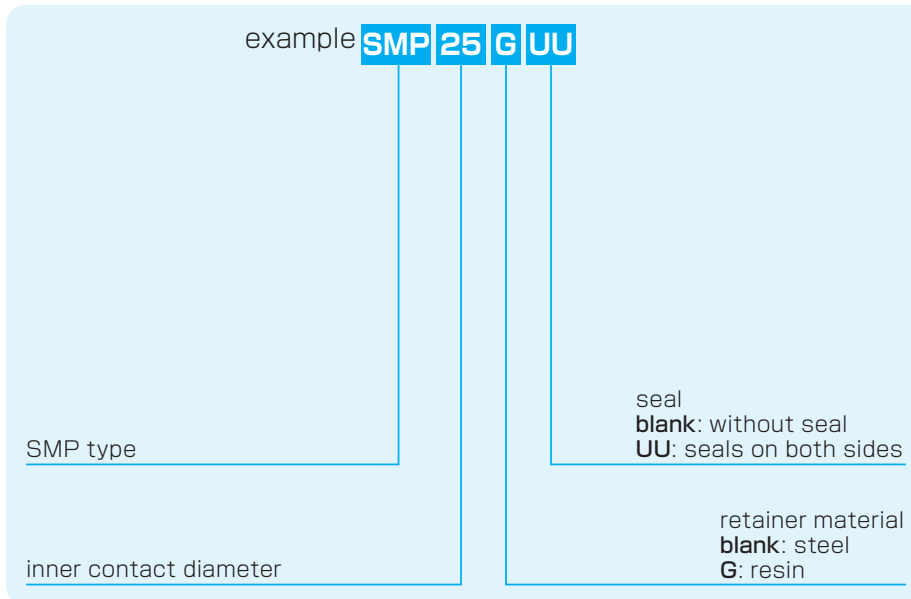 example SMP 25 G UU
seal
blank: without seal
SMP type
UU: seals on both sides
retainer material
blank: steel
inner contact diameter
G: resin